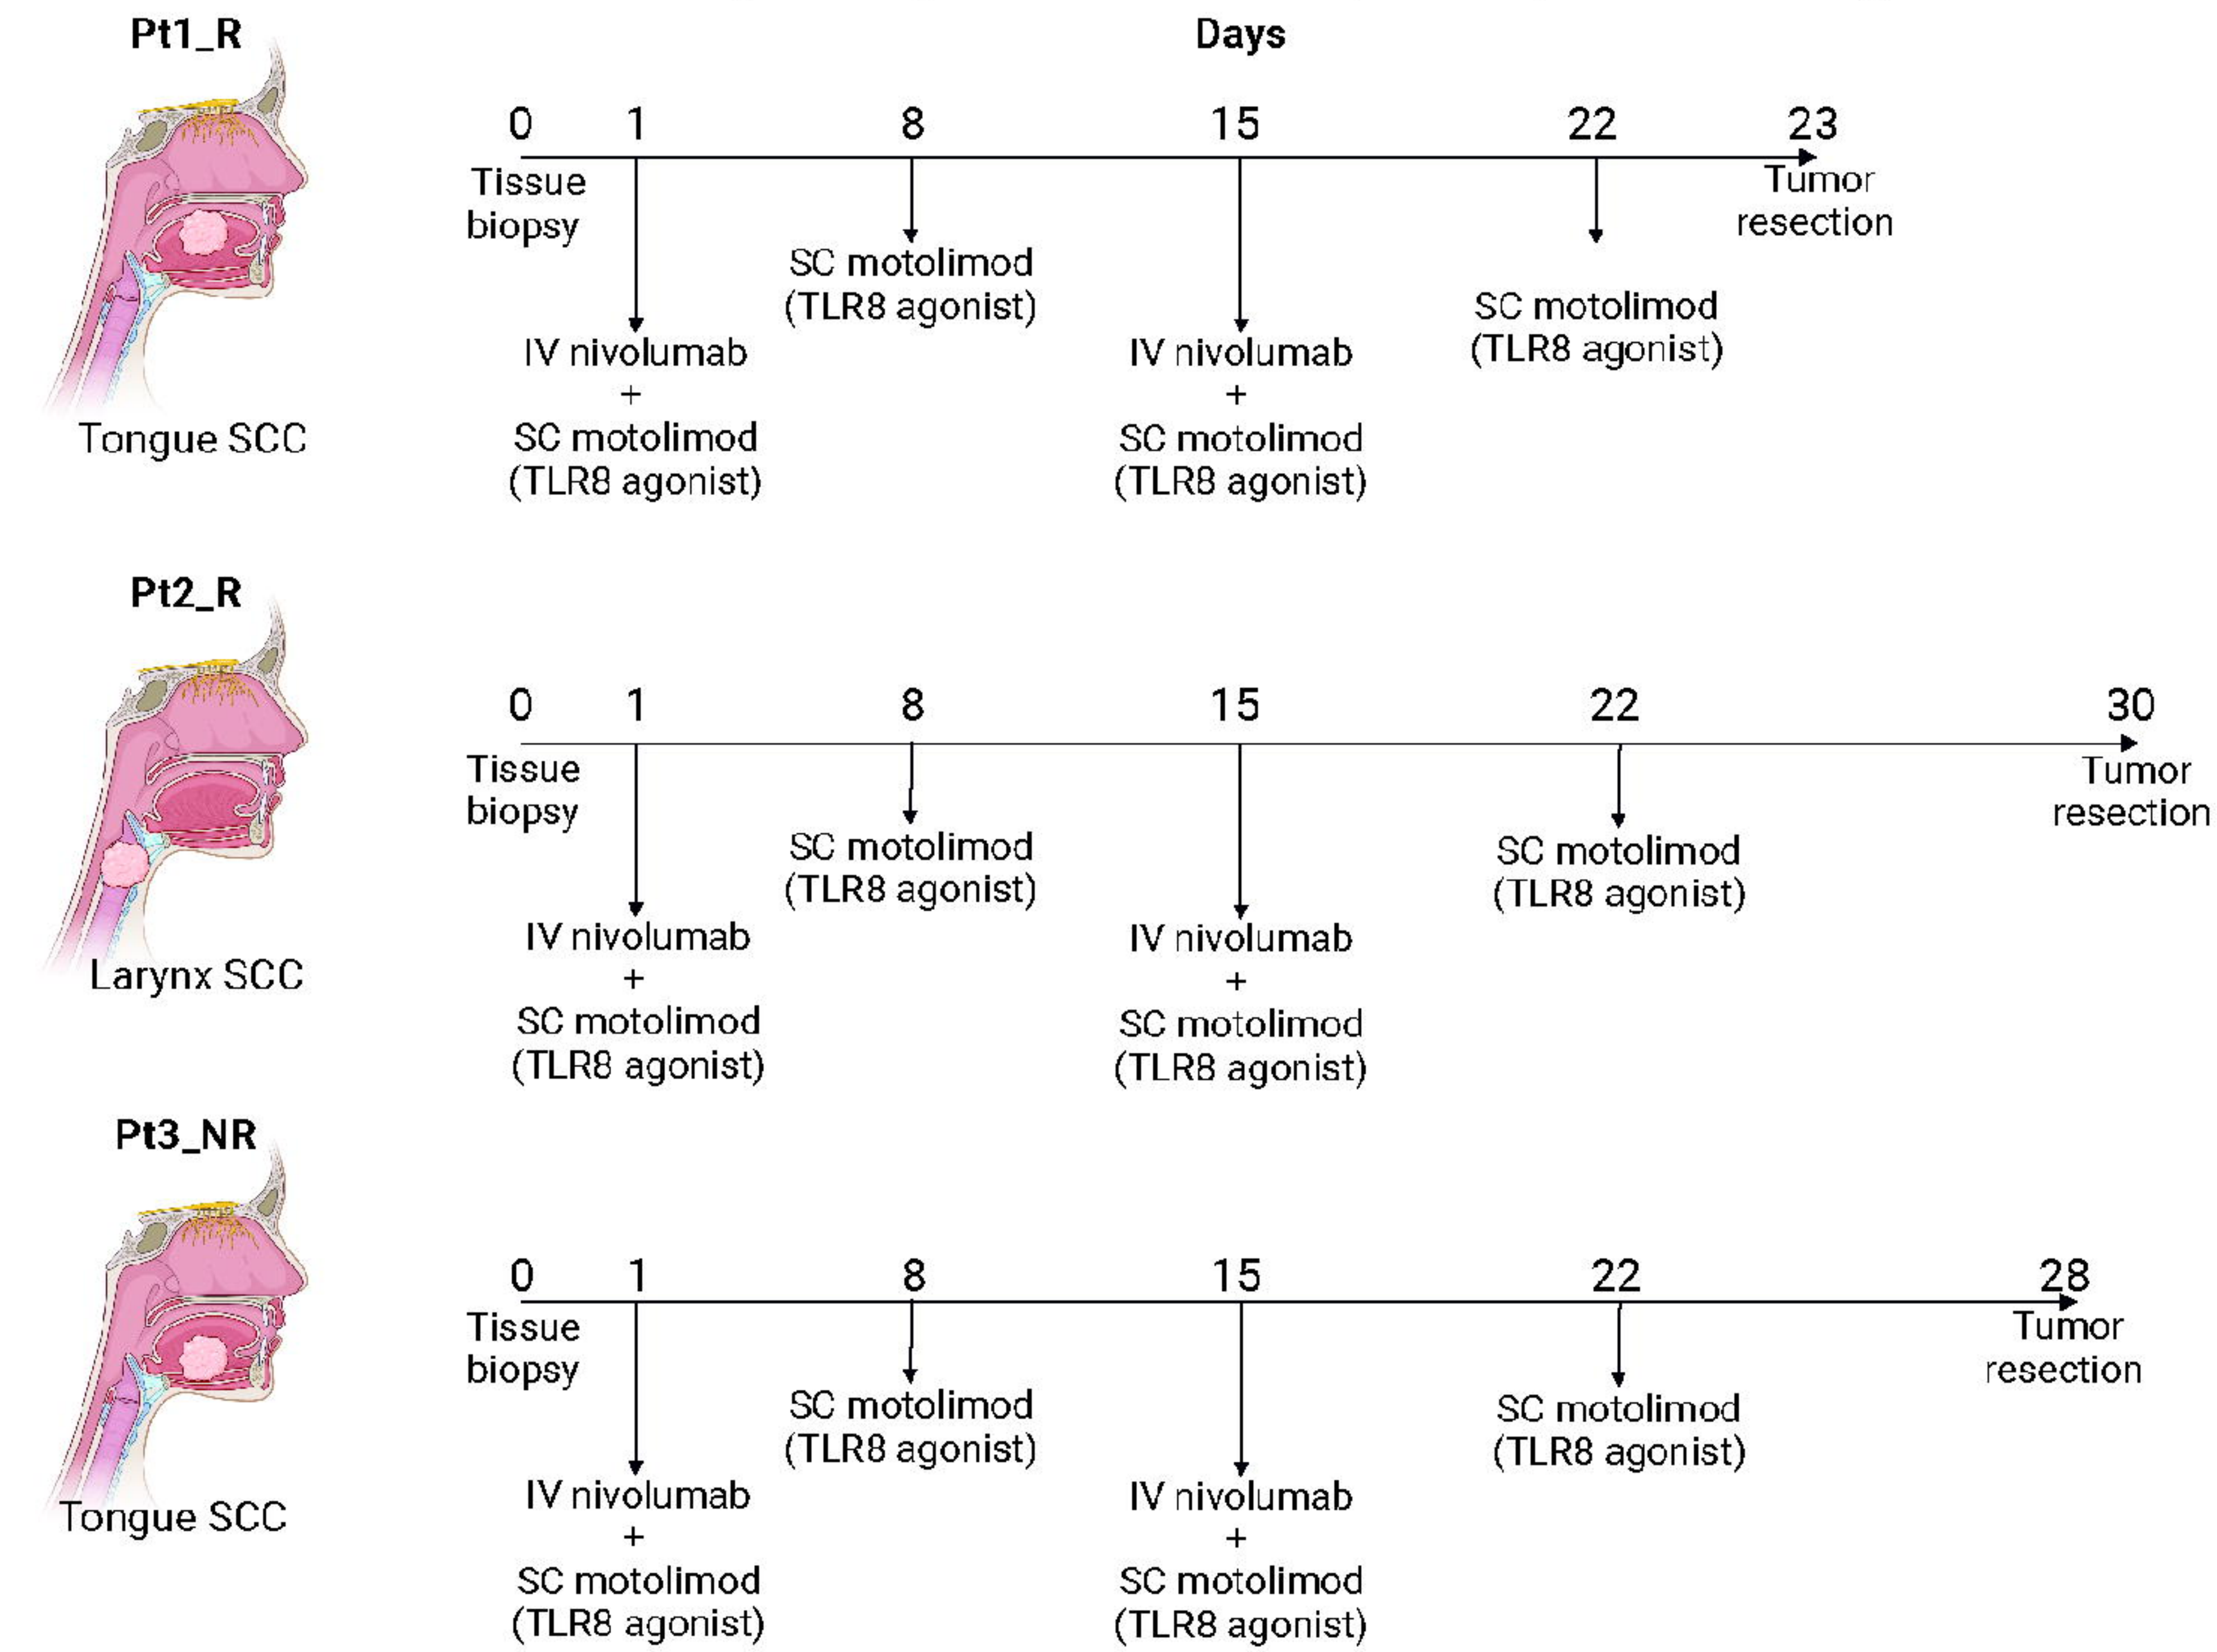 Pt1_R
Days
0 1 8 15 22 23
Tissue
biopsy
Tumor
resection
SC motolimod
(TLR8 agonist)
SC motolimod
(TLR8 agonist)
IV nivolumab
+
SC motolimod
(TLR8 agonist)
IV nivolumab
+
SC motolimod
(TLR8 agonist)
Tongue SCC
Pt2_R
0 1 8 15 22 30
Tissue
biopsy
Tumor
resection
SC motolimod
(TLR8 agonist)
SC motolimod
(TLR8 agonist)
IV nivolumab
+
SC motolimod
(TLR8 agonist)
IV nivolumab
+
SC motolimod
(TLR8 agonist)
Larynx SCC
Pt3_NR
0 1 8 15 22 28
Tissue
biopsy
Tumor
resection
SC motolimod
(TLR8 agonist)
SC motolimod
(TLR8 agonist)
IV nivolumab
+
SC motolimod
(TLR8 agonist)
IV nivolumab
+
SC motolimod
(TLR8 agonist)
Tongue SCC